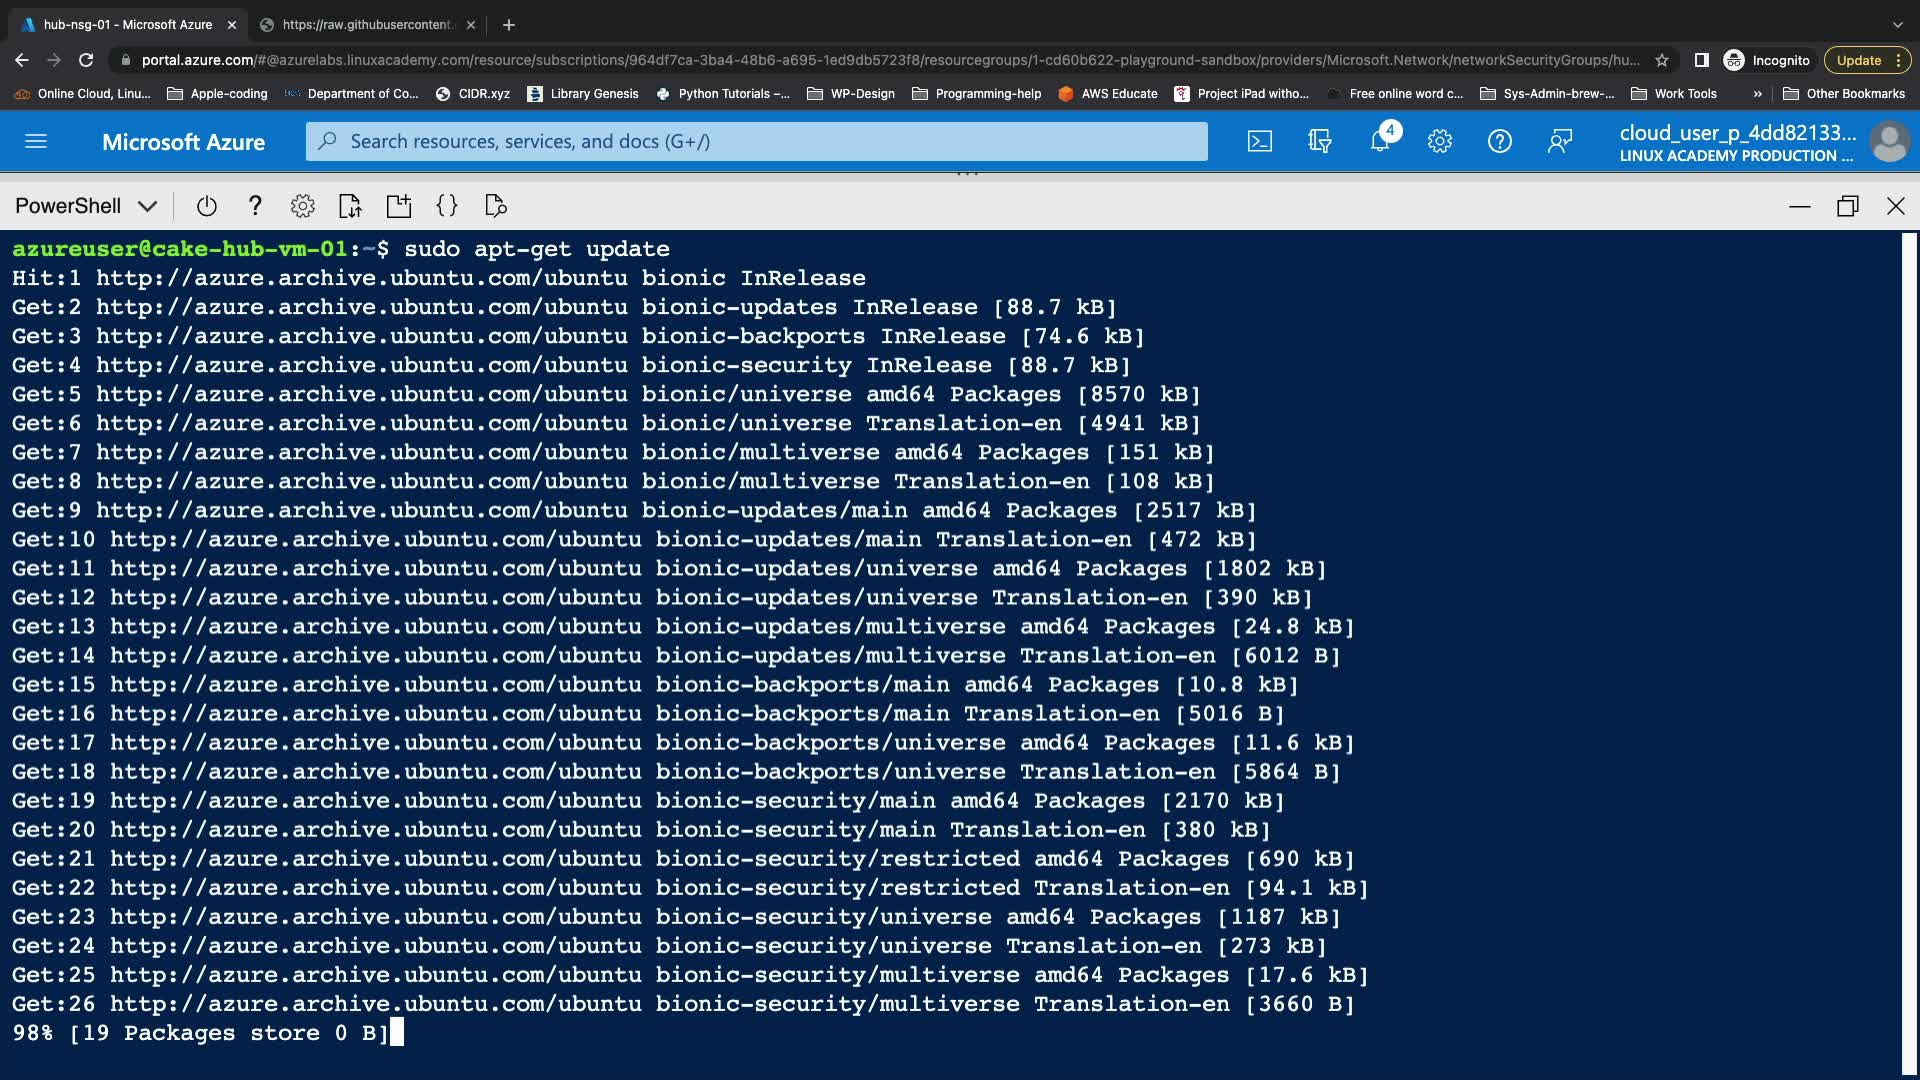 hub-nsg-01 - Microsoft Azure
https://raw.githubusercontent.
portal.azure.com/#@azurelabs.linuxacademy.com/resource/subscriptions/964df7ca-3ba4-48b6-a695-1ed9db5723f8/resourcegroups/1-cd60b622-playground-sandbox/providers/Microsoft.Network/networkSecurityGroups/hu...
Incognito
Update
Online Cloud, Linu...
Apple-coding
Department of Co...
CIDR.xyz
Library Genesis
Python Tutorials –...
WP-Design
Programming-help
AWS Educate
Project iPad witho...
Free online word c...
Sys-Admin-brew-...
Work Tools
»
Other Bookmarks
Microsoft Azure
Search resources, services, and docs (G+/)
4
cloud_user_p_4dd82133...
LINUX ACADEMY PRODUCTION ...
PowerShell
azureuser@cake-hub-vm-01:~$ sudo apt-get update
Hit:1 http://azure.archive.ubuntu.com/ubuntu bionic InRelease
Get:2 http://azure.archive.ubuntu.com/ubuntu bionic-updates InRelease [88.7 kB]
Get:3 http://azure.archive.ubuntu.com/ubuntu bionic-backports InRelease [74.6 kB]
Get:4 http://azure.archive.ubuntu.com/ubuntu bionic-security InRelease [88.7 kB]
Get:5 http://azure.archive.ubuntu.com/ubuntu bionic/universe amd64 Packages [8570 kB]
Get:6 http://azure.archive.ubuntu.com/ubuntu bionic/universe Translation-en [4941 kB]
Get:7 http://azure.archive.ubuntu.com/ubuntu bionic/multiverse amd64 Packages [151 kB]
Get:8 http://azure.archive.ubuntu.com/ubuntu bionic/multiverse Translation-en [108 kB]
Get:9 http://azure.archive.ubuntu.com/ubuntu bionic-updates/main amd64 Packages [2517 kB]
Get:10 http://azure.archive.ubuntu.com/ubuntu bionic-updates/main Translation-en [472 kB]
Get:11 http://azure.archive.ubuntu.com/ubuntu bionic-updates/universe amd64 Packages [1802 kB]
Get:12 http://azure.archive.ubuntu.com/ubuntu bionic-updates/universe Translation-en [390 kB]
Get:13 http://azure.archive.ubuntu.com/ubuntu bionic-updates/multiverse amd64 Packages [24.8 kB]
Get:14 http://azure.archive.ubuntu.com/ubuntu bionic-updates/multiverse Translation-en [6012 B]
Get:15 http://azure.archive.ubuntu.com/ubuntu bionic-backports/main amd64 Packages [10.8 kB]
Get:16 http://azure.archive.ubuntu.com/ubuntu bionic-backports/main Translation-en [5016 B]
Get:17 http://azure.archive.ubuntu.com/ubuntu bionic-backports/universe amd64 Packages [11.6 kB]
Get:18 http://azure.archive.ubuntu.com/ubuntu bionic-backports/universe Translation-en [5864 B]
Get:19 http://azure.archive.ubuntu.com/ubuntu bionic-security/main amd64 Packages [2170 kB]
Get:20 http://azure.archive.ubuntu.com/ubuntu bionic-security/main Translation-en [380 kB]
Get:21 http://azure.archive.ubuntu.com/ubuntu bionic-security/restricted amd64 Packages [690 kB]
Get:22 http://azure.archive.ubuntu.com/ubuntu bionic-security/restricted Translation-en [94.1 kB]
Get:23 http://azure.archive.ubuntu.com/ubuntu bionic-security/universe amd64 Packages [1187 kB]
Get:24 http://azure.archive.ubuntu.com/ubuntu bionic-security/universe Translation-en [273 kB]
Get:25 http://azure.archive.ubuntu.com/ubuntu bionic-security/multiverse amd64 Packages [17.6 kB]
Get:26 http://azure.archive.ubuntu.com/ubuntu bionic-security/multiverse Translation-en [3660 B]
98% [19 Packages store 0 B]